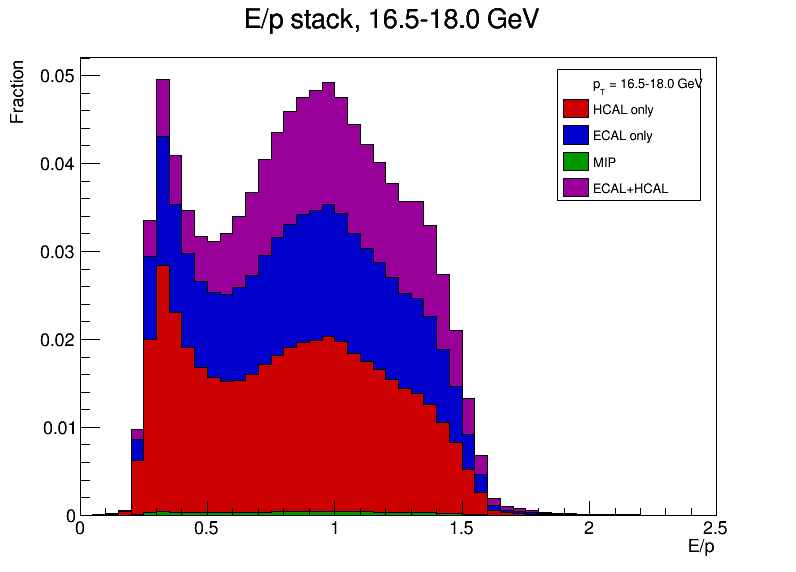 E/p stack, 16.5-18.0 GeV
Fraction
0.05
0.04
0.03
0.02
0.01
0
p_T = 16.5-18.0 GeV
HCAL only
ECAL only
MIP
ECAL+HCAL
0 0.5 1 1.5 2 2.5
E/p